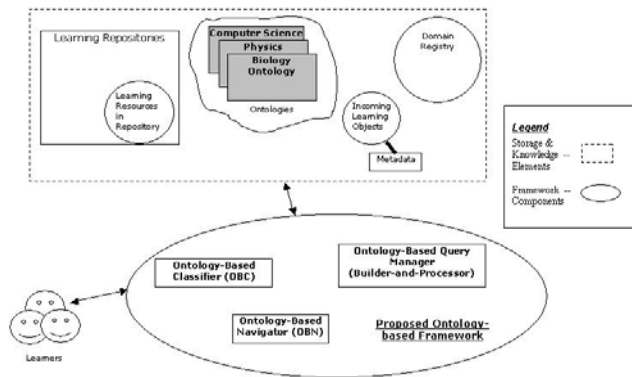 Learning Repositories
Learning
Resources
in
Repository
Computer Science
Physics
Biology
Ontology
Ontologies
Incoming
Learning
Objects
Metadata
Domain
Registry
Legend
Storage &
Knowledge --
Elements
Framework --
Components
Ontology-Based
Classifier (OBC)
Ontology-Based Query
Manager
(Builder-and-Processor)
Ontology-Based
Navigator (OBN)
Proposed Ontology-
based Framework
Learners